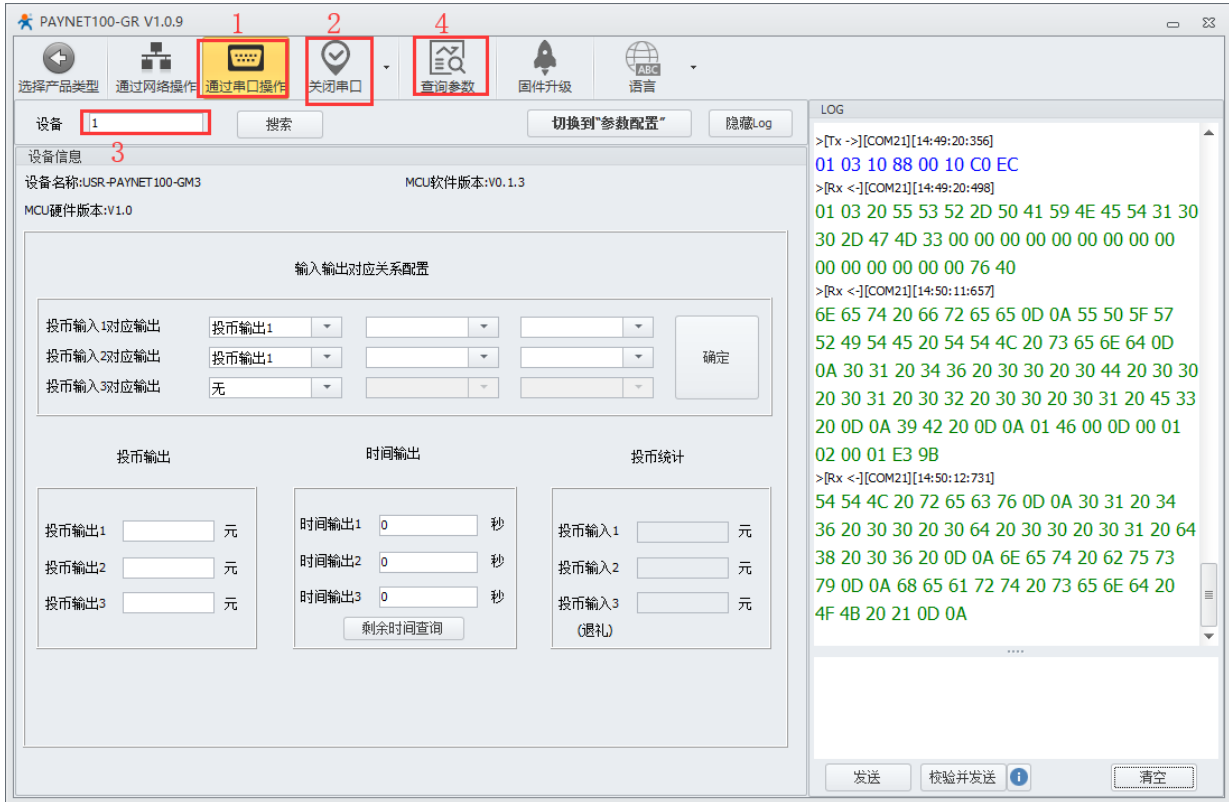 PAYNET100-GR V1.0.9
1 2 4
选择产品类型 通过网络操作 通过串口操作 关闭串口 查询参数 固件升级 ABC 语言
设备 1 搜索 切换到“参数配置” 隐藏Log
3
设备信息
设备名称:USR-PAYNET100-GM3 MCU软件版本:V0.1.3
MCU硬件版本:V1.0
输入输出对应关系配置
投币输入1对应输出 投币输出1
投币输入2对应输出 投币输出1
投币输入3对应输出 无
确定
投币输出 时间输出 投币统计
投币输出1 元 时间输出1 0 秒 投币输入1 元
投币输出2 元 时间输出2 0 秒 投币输入2 元
投币输出3 元 时间输出3 0 秒 投币输入3 元
剩余时间查询 (退礼)
LOG
>[Tx ->][COM21][14:49:20:356]
01 03 10 88 00 10 C0 EC
>[Rx <-][COM21][14:49:20:498]
01 03 20 55 53 52 2D 50 41 59 4E 45 54 31 30
30 2D 47 4D 33 00 00 00 00 00 00 00 00 00
00 00 00 00 00 00 76 40
>[Rx <-][COM21][14:50:11:657]
6E 65 74 20 66 72 65 65 0D 0A 55 50 5F 57
52 49 54 45 20 54 54 4C 20 73 65 6E 64 0D
0A 30 31 20 34 36 20 30 30 20 30 44 20 30 30
20 30 31 20 30 32 20 30 30 20 30 31 20 45 33
20 0D 0A 39 42 20 0D 0A 01 46 00 0D 00 01
02 00 01 E3 9B
>[Rx <-][COM21][14:50:12:731]
54 54 4C 20 72 65 63 76 0D 0A 30 31 20 34
36 20 30 30 20 30 64 20 30 30 20 30 31 20 64
38 20 30 36 20 0D 0A 6E 65 74 20 62 75 73
79 0D 0A 68 65 61 72 74 20 73 65 6E 64 20
4F 4B 20 21 0D 0A
发送 校验并发送 清空